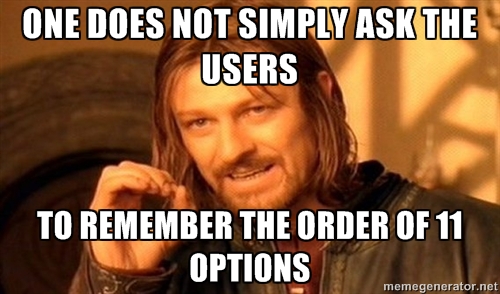 ONE DOES NOT SIMPLY ASK THE
USERS
TO REMEMBER THE ORDER OF 11
OPTIONS
memegenerator.net